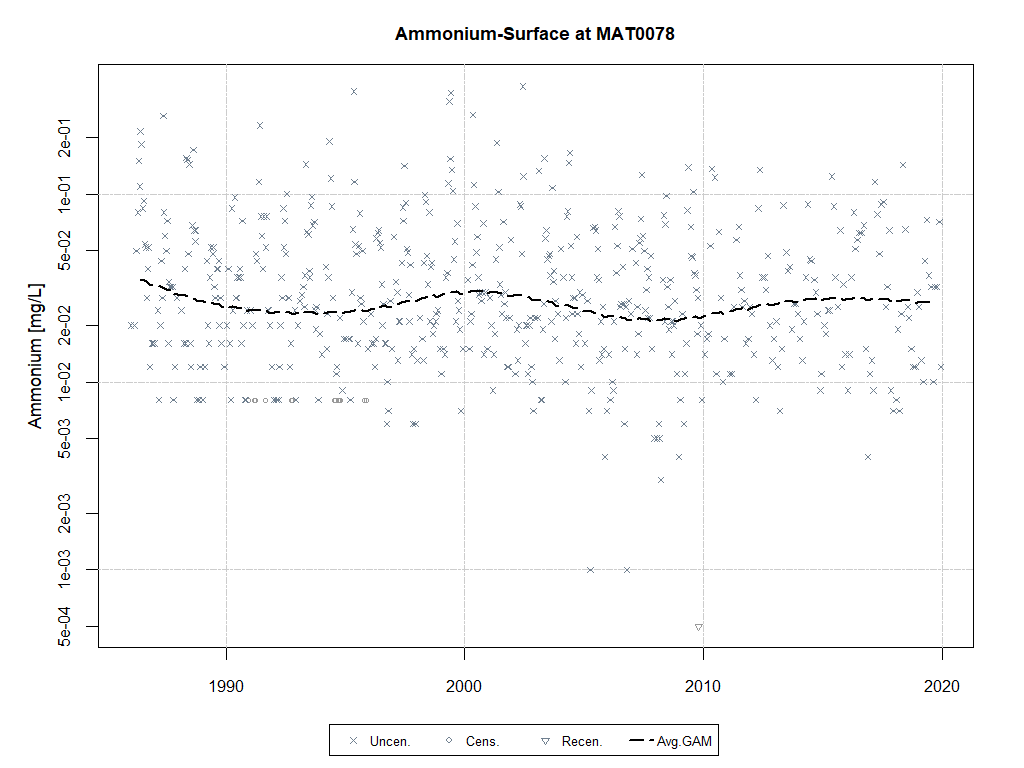 Ammonium-Surface at MAT0078
Ammonium [mg/L]
2e-01
1e-01
5e-02
2e-02
1e-02
5e-03
2e-03
1e-03
5e-04
1990 2000 2010 2020
Uncen. Cens. Recen. Avg.GAM